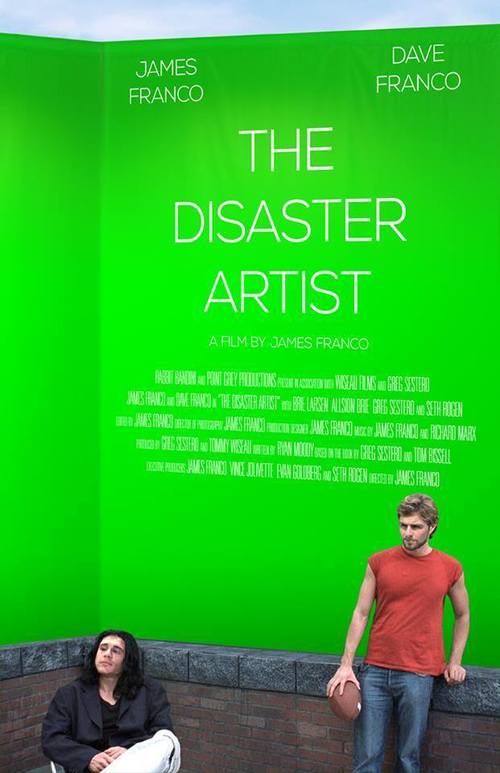 JAMES
FRANCO
DAVE
FRANCO
THE
DISASTER
ARTIST
A FILM BY JAMES FRANCO
RABBIT BANDINI AND POINT GREY PRODUCTIONS PRESENT IN ASSOCIATION WITH WISEAU FILMS AND GREG SESTERO
JAMES FRANCO AND DAVE FRANCO IN "THE DISASTER ARTIST" WITH BRIE LARSEN ALLSION BRIE GREG SESTERO AND SETH ROGEN
EDITED BY JAMES FRANCO DIRECTOR OF PHOTOGRAPHY JAMES FRANCO PRODUCTION DESIGNER JAMES FRANCO MUSIC BY JAMES FRANCO AND RICHARD MARX
PRODUCED BY GREG SESTERO AND TOMMY WISEAU WRITTEN BY RYAN MOODY BASED ON THE BOOK BY GREG SESTERO AND TOM BISSELL
EXECUTIVE PRODUCERS JAMES FRANCO VINCE JOLIVETTE EVAN GOLDBERG AND SETH ROGEN DIRECTED BY JAMES FRANCO